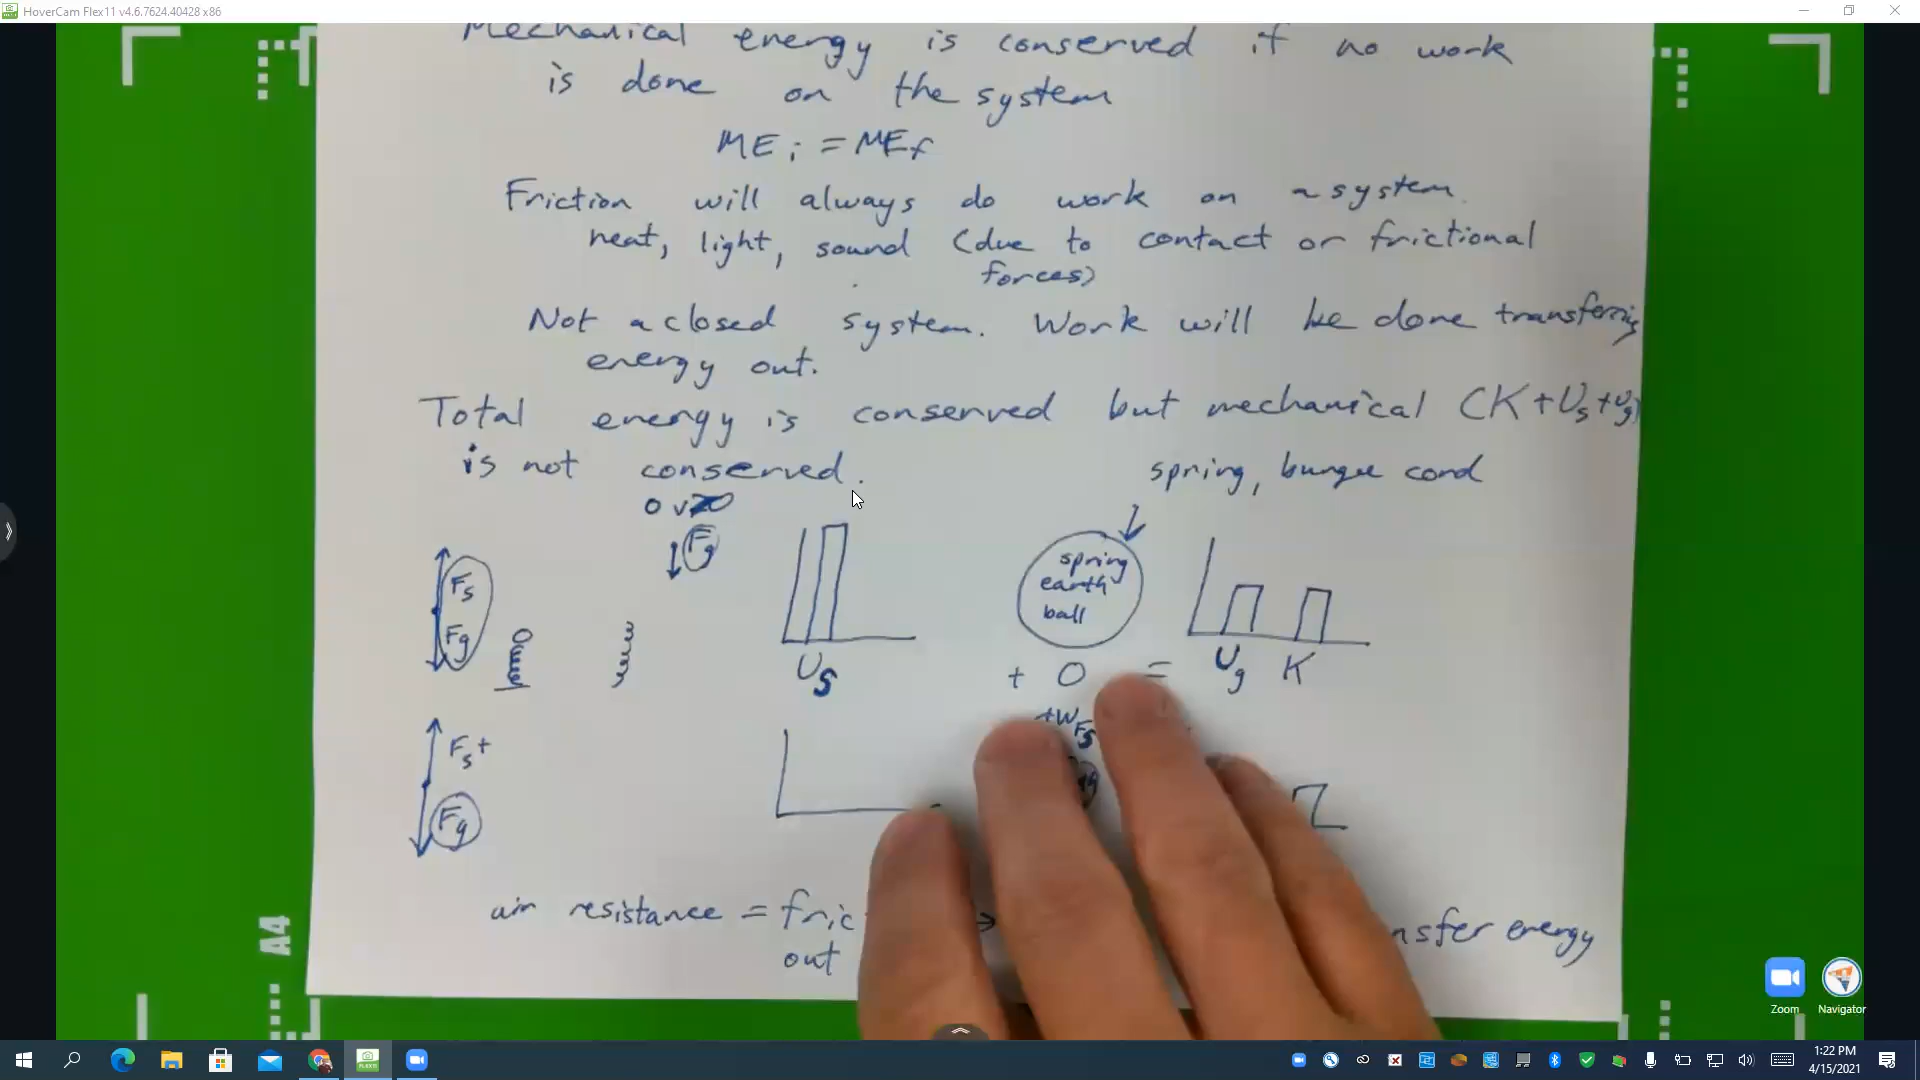 HoverCam Flex11 v4.6.7624.40428 x86
Mechanical energy is conserved if no work
is done on the system
MEi = MEf
Friction will always do work on a system.
heat, light, sound (due to contact or frictional
forces)
Not a closed system. Work will be done transferring
energy out.
Total energy is conserved but mechanical (K+Us+Ug)
is not conserved.
spring, bungee cord
Fg
Fs
Fg
spring
earth
ball
Us + 0 = Ug K
+WFs
Fs+
Fg
air resistance = fric
nsfer energy
out
A4
Zoom
Navigator
FLEX11
1:22 PM
4/15/2021